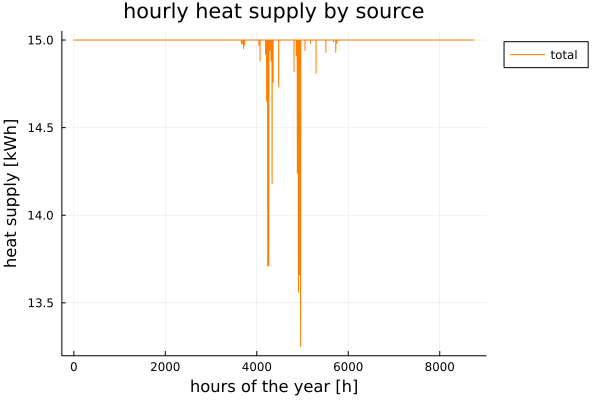 hourly heat supply by source
15.0
14.5
14.0
13.5
heat supply [kWh]
0 2000 4000 6000 8000
hours of the year [h]
total